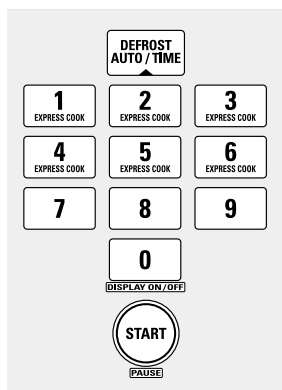 DEFROST
AUTO / TIME
1 2 3
EXPRESS COOK EXPRESS COOK EXPRESS COOK
4 5 6
EXPRESS COOK EXPRESS COOK EXPRESS COOK
7 8 9
0
DISPLAY ON/OFF
START
PAUSE